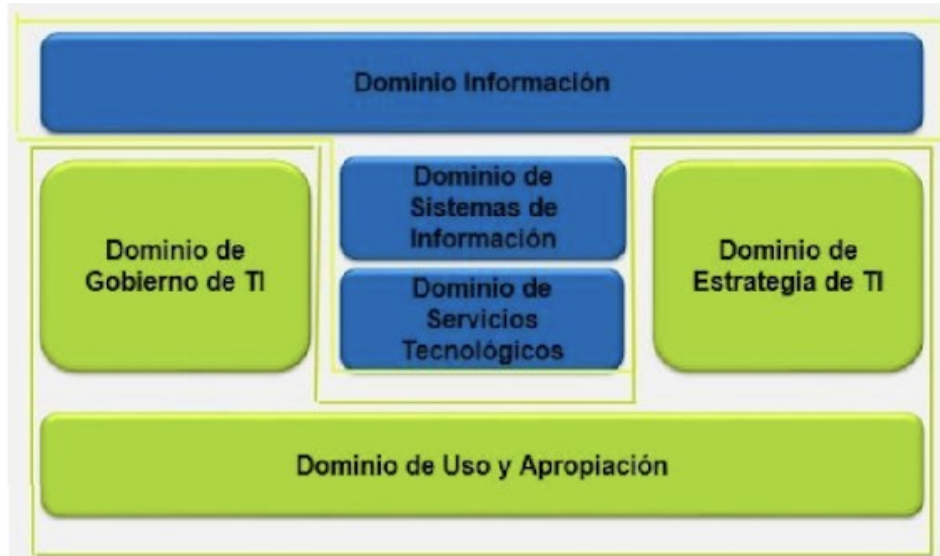 Dominio Información
Dominio de
Gobierno de TI
Dominio de
Sistemas de
Información
Dominio de
Servicios
Tecnológicos
Dominio de
Estrategia de TI
Dominio de Uso y Apropiación